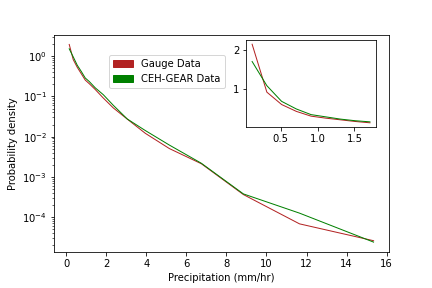 Gauge Data
CEH-GEAR Data
2
1
0.5 1.0 1.5
10⁰
10⁻¹
10⁻²
10⁻³
10⁻⁴
Probability density
0 2 4 6 8 10 12 14 16
Precipitation (mm/hr)